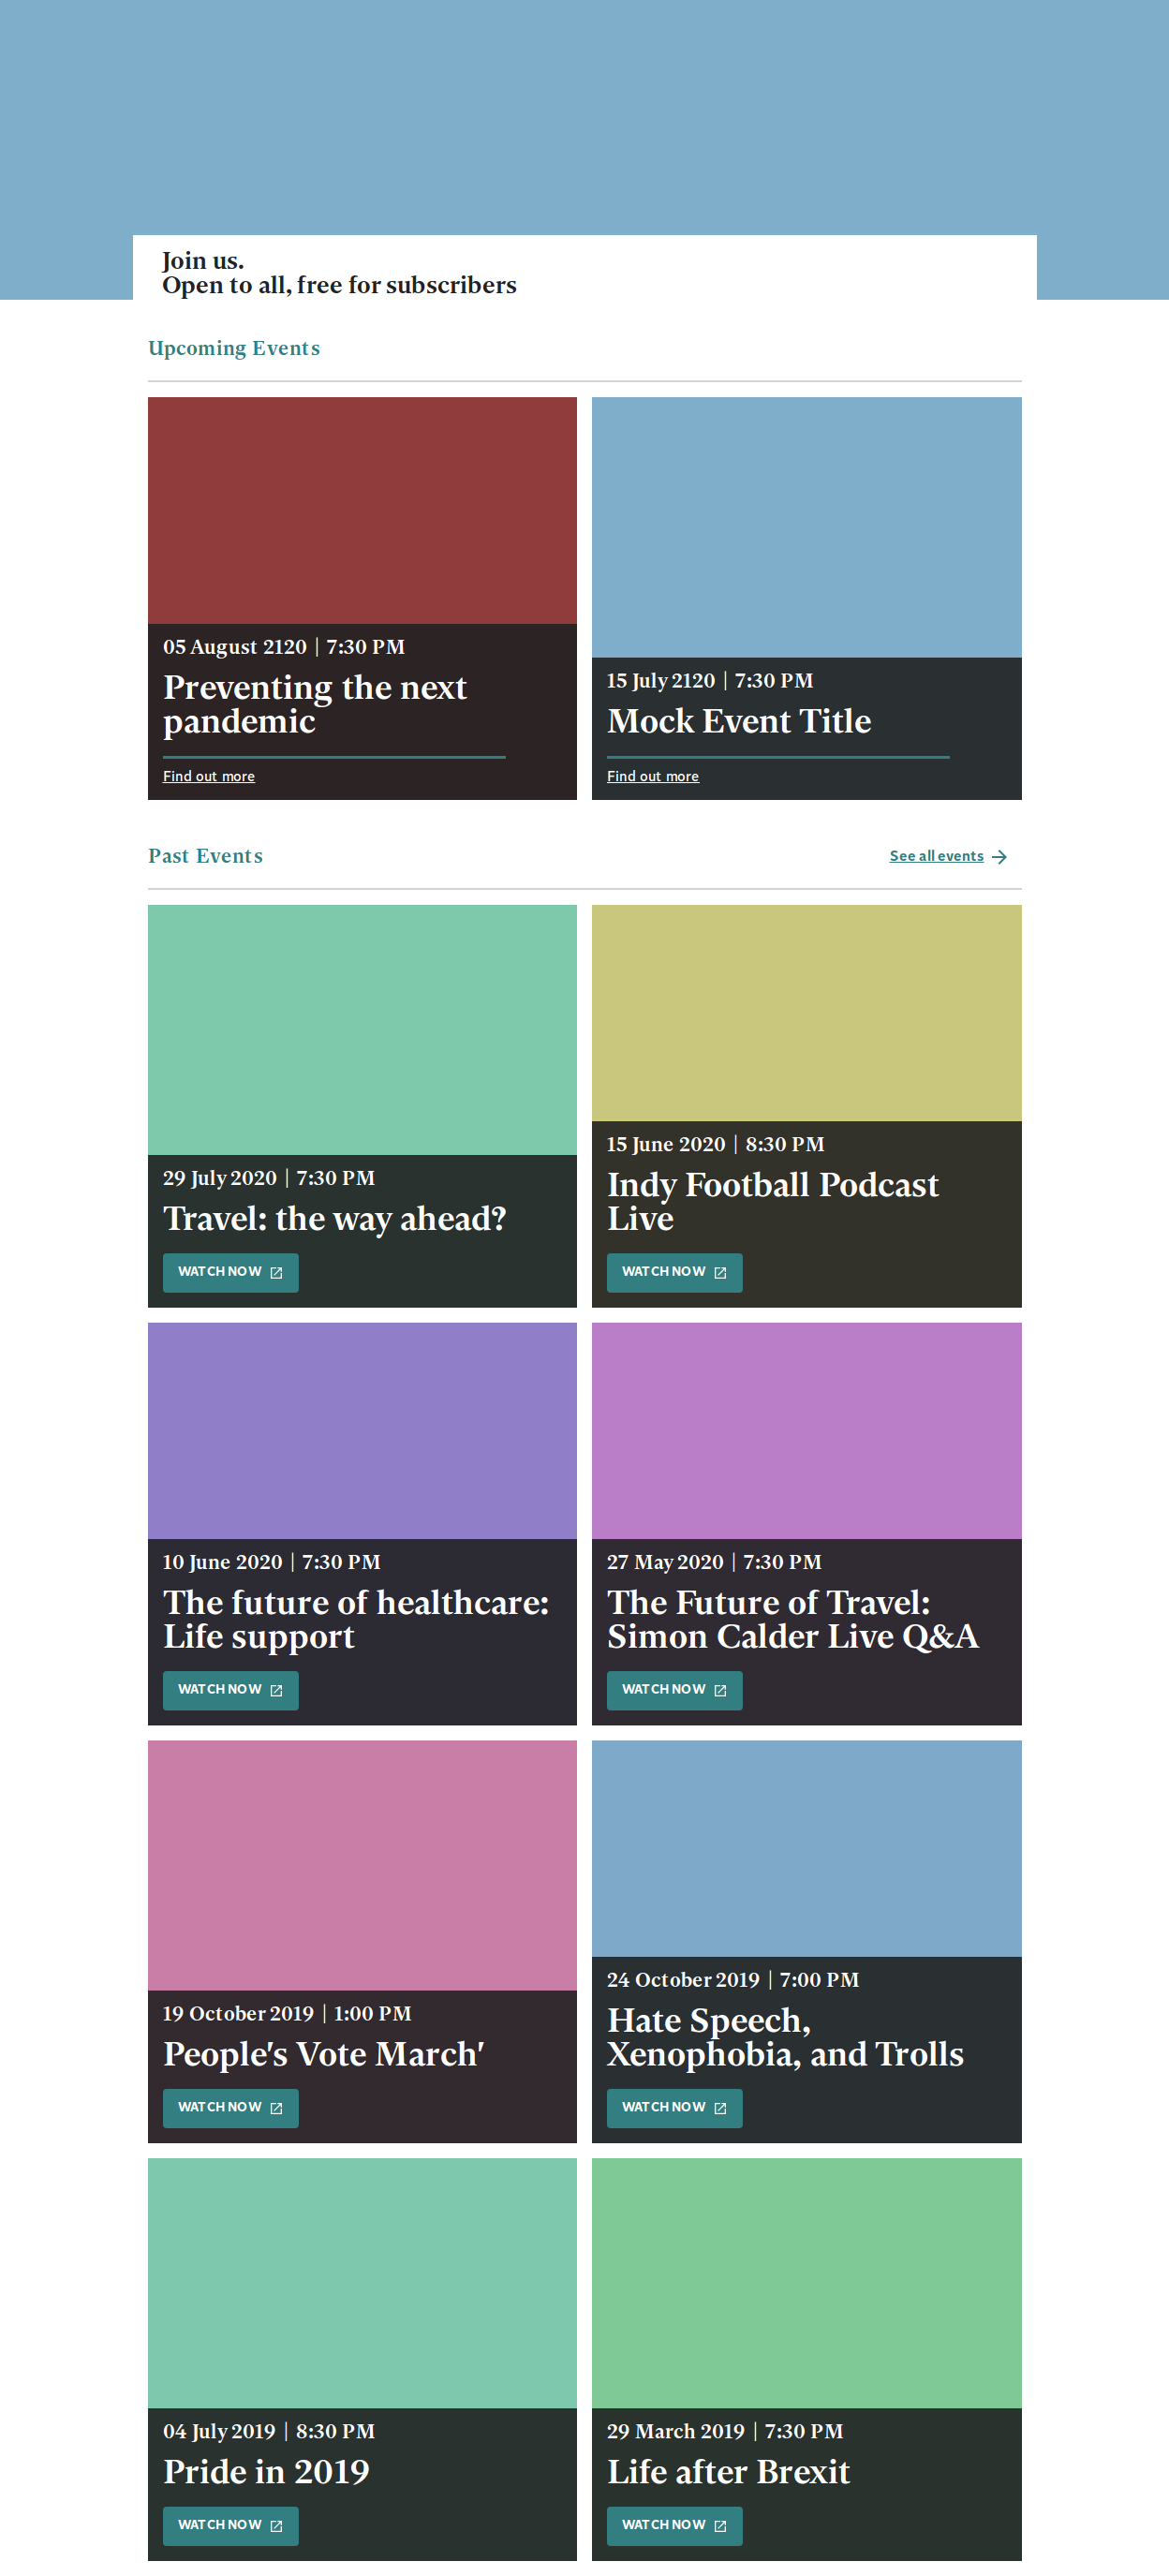 Join us.
Open to all, free for subscribers
Upcoming Events
05 August 2120 | 7:30 PM
Preventing the next
pandemic
Find out more
15 July 2120 | 7:30 PM
Mock Event Title
Find out more
Past Events
See all events
29 July 2020 | 7:30 PM
Travel: the way ahead?
WATCH NOW
15 June 2020 | 8:30 PM
Indy Football Podcast
Live
WATCH NOW
10 June 2020 | 7:30 PM
The future of healthcare:
Life support
WATCH NOW
27 May 2020 | 7:30 PM
The Future of Travel:
Simon Calder Live Q&A
WATCH NOW
19 October 2019 | 1:00 PM
People's Vote March'
WATCH NOW
24 October 2019 | 7:00 PM
Hate Speech,
Xenophobia, and Trolls
WATCH NOW
04 July 2019 | 8:30 PM
Pride in 2019
WATCH NOW
29 March 2019 | 7:30 PM
Life after Brexit
WATCH NOW